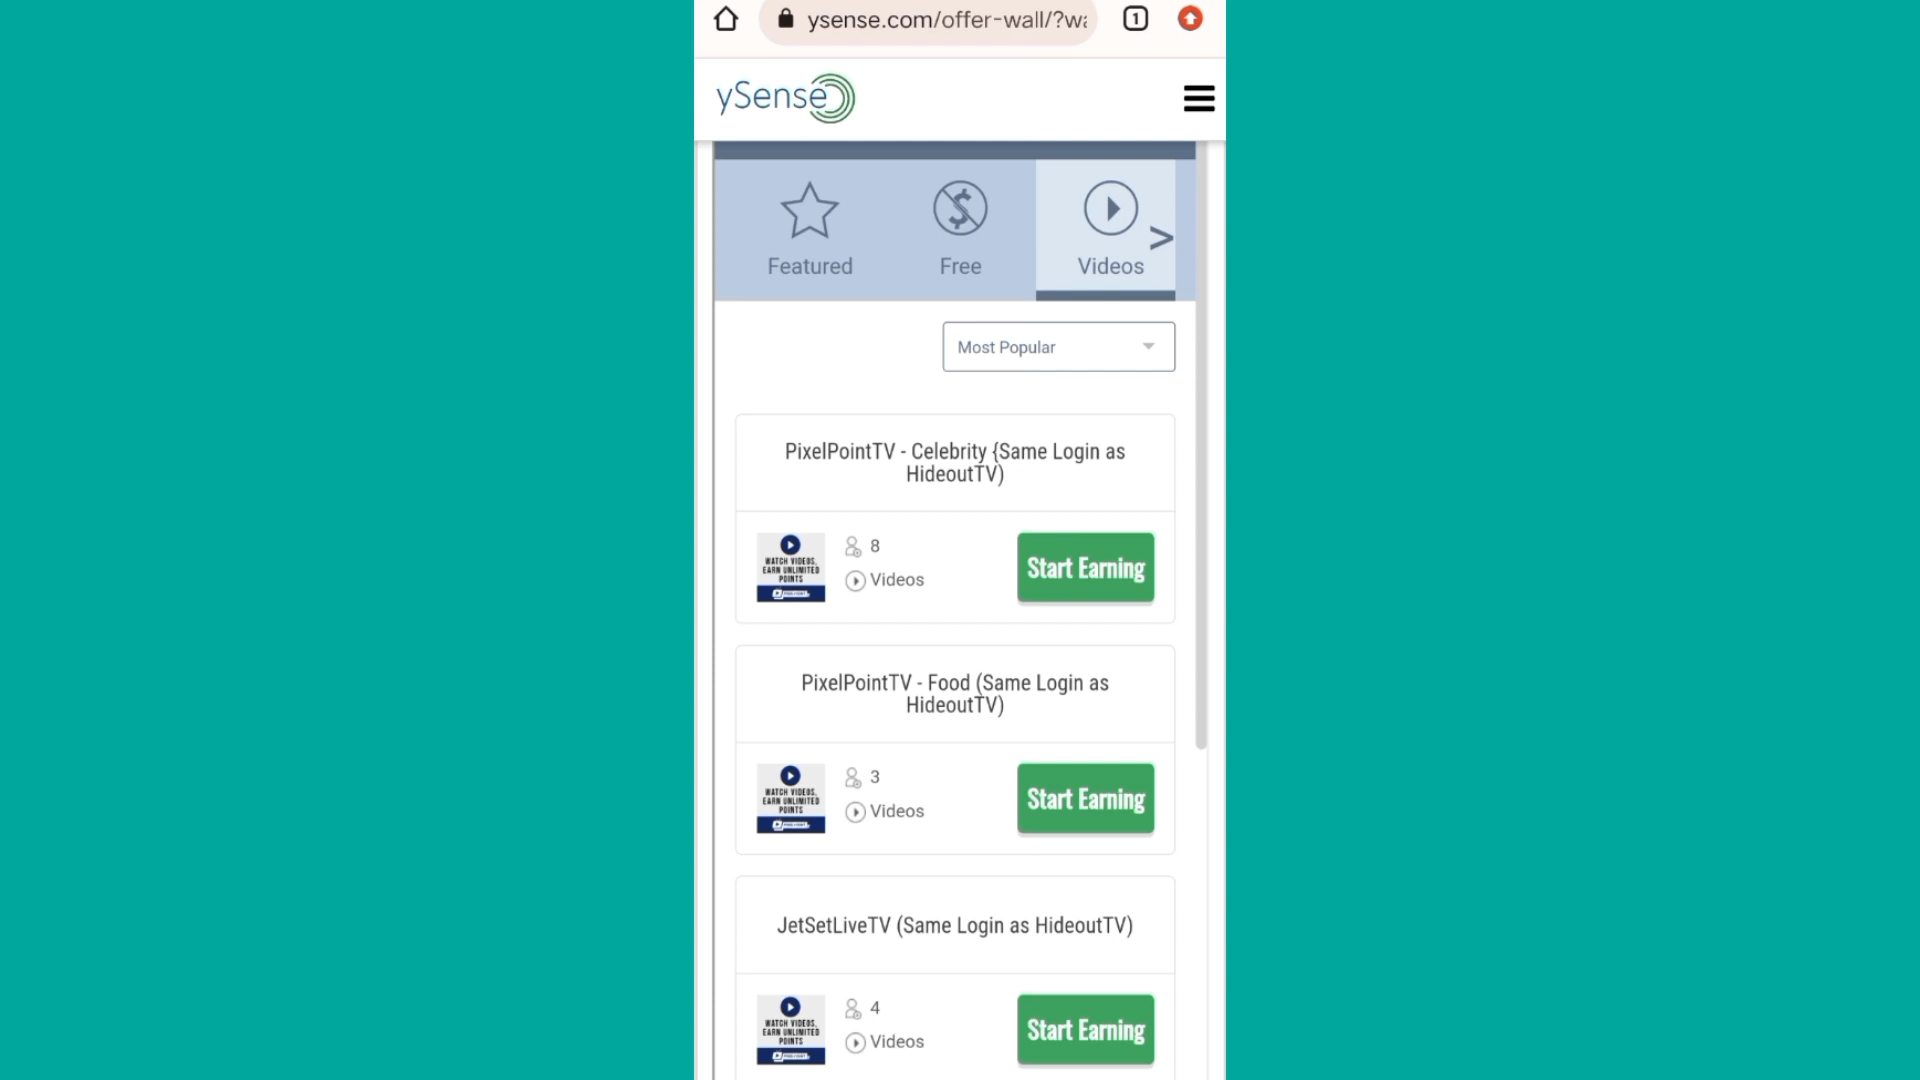 ysense.com/offer-wall/?wa
1
ySense
Featured
Free
Videos
>
Most Popular
PixelPointTV - Celebrity {Same Login as
HideoutTV)
WATCH VIDEOS,
EARN UNLIMITED
POINTS
8
Videos
Start Earning
PixelPointTV - Food (Same Login as
HideoutTV)
WATCH VIDEOS,
EARN UNLIMITED
POINTS
3
Videos
Start Earning
JetSetLiveTV (Same Login as HideoutTV)
WATCH VIDEOS,
EARN UNLIMITED
POINTS
4
Videos
Start Earning